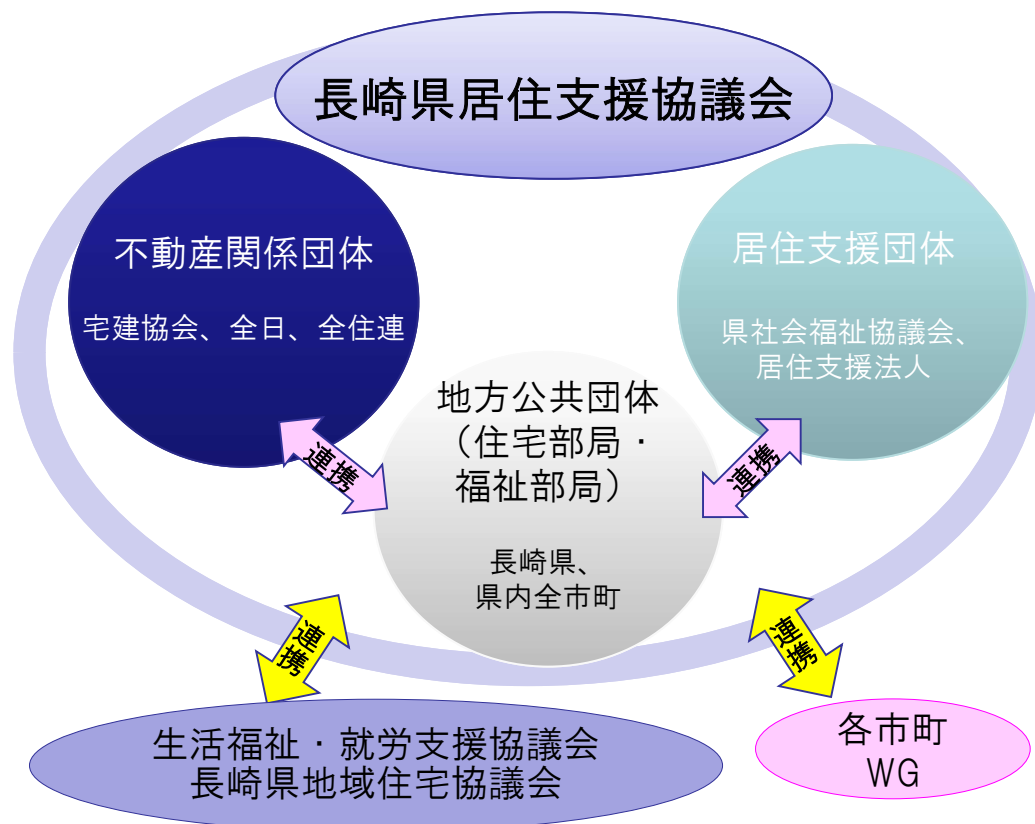 長崎県居住支援協議会
不動産関係団体
宅建協会、全日、全住連
居住支援団体
県社会福祉協議会、
居住支援法人
地方公共団体
（住宅部局・
福祉部局）
長崎県、
県内全市町
連携
連携
連携
連携
生活福祉・就労支援協議会
長崎県地域住宅協議会
各市町
WG